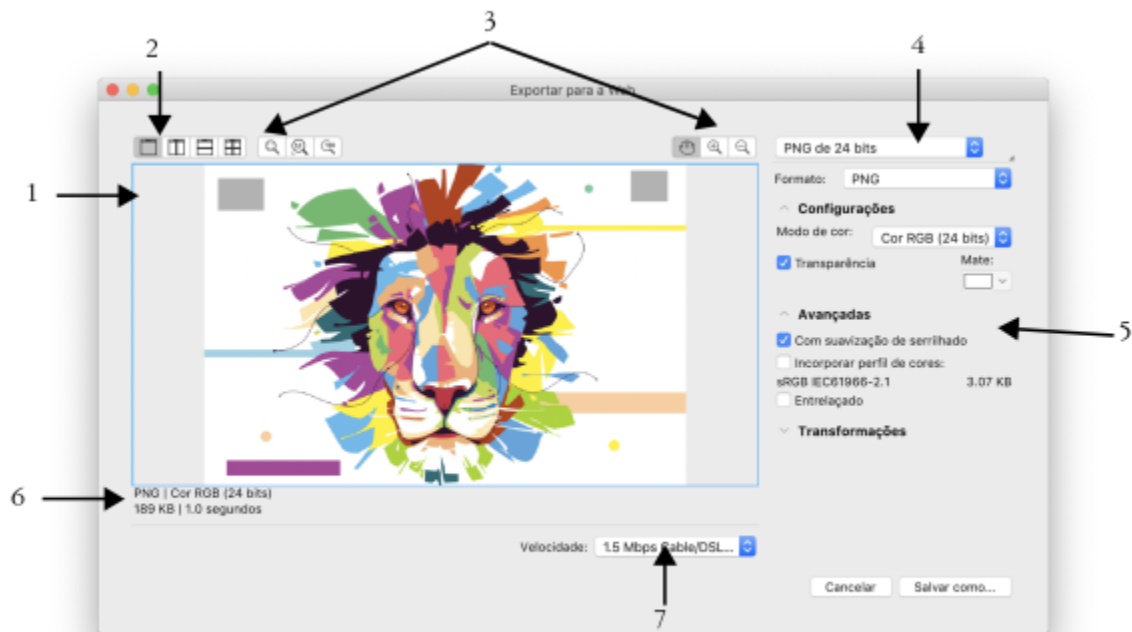 3
2
4
Exportar para a Web
PNG de 24 bits
1
Formato: PNG
Configurações
Modo de cor: Cor RGB (24 bits)
Transparência Mate:
Avançadas
5
Com suavização de serrilhado
Incorporar perfil de cores:
sRGB IEC61966-2.1 3.07 KB
Entrelaçado
Transformações
6
PNG | Cor RGB (24 bits)
189 KB | 1.0 segundos
Velocidade: 1.5 Mbps Cable/DSL...
Cancelar Salvar como...
7